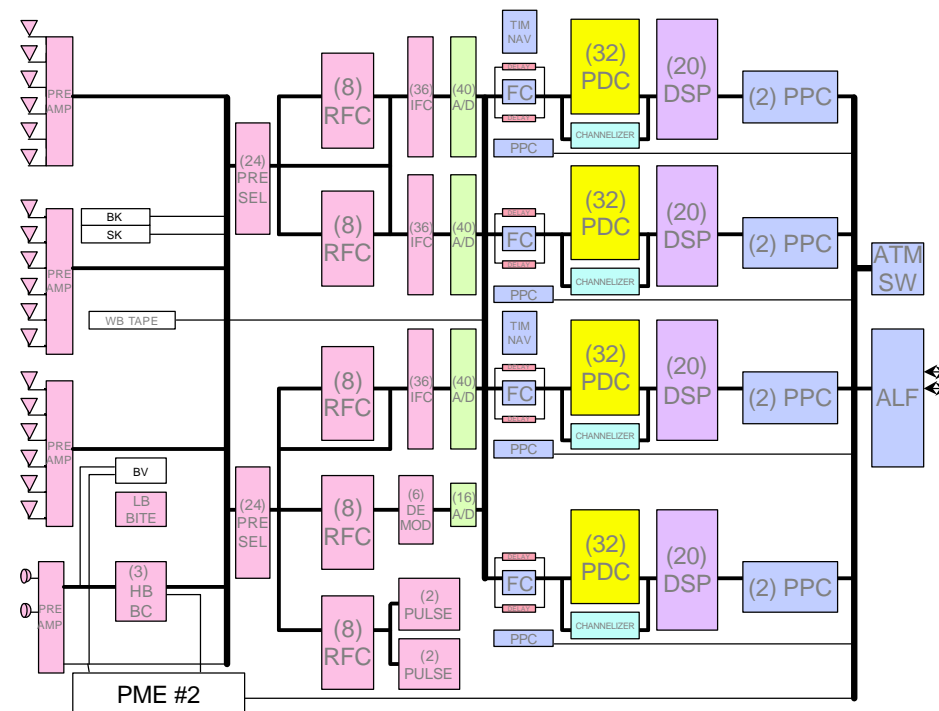 PRE
AMP
PRE
AMP
BK
SK
WB TAPE
PRE
AMP
BV
LB
BITE
(3)
HB
BC
PRE
AMP
PME #2
(24)
PRE
SEL
(24)
PRE
SEL
(8)
RFC
(8)
RFC
(8)
RFC
(8)
RFC
(8)
RFC
(36)
IFC
(36)
IFC
(36)
IFC
(6)
DE
MOD
(2)
PULSE
(2)
PULSE
(40)
A/D
(40)
A/D
(40)
A/D
(16)
A/D
TIM
NAV
DELAY
FC
DELAY
PPC
(32)
PDC
CHANNELIZER
(20)
DSP
(2) PPC
DELAY
FC
DELAY
PPC
(32)
PDC
CHANNELIZER
(20)
DSP
(2) PPC
TIM
NAV
DELAY
FC
DELAY
PPC
(32)
PDC
CHANNELIZER
(20)
DSP
(2) PPC
DELAY
FC
DELAY
PPC
(32)
PDC
CHANNELIZER
(20)
DSP
(2) PPC
ATM
SW
ALF